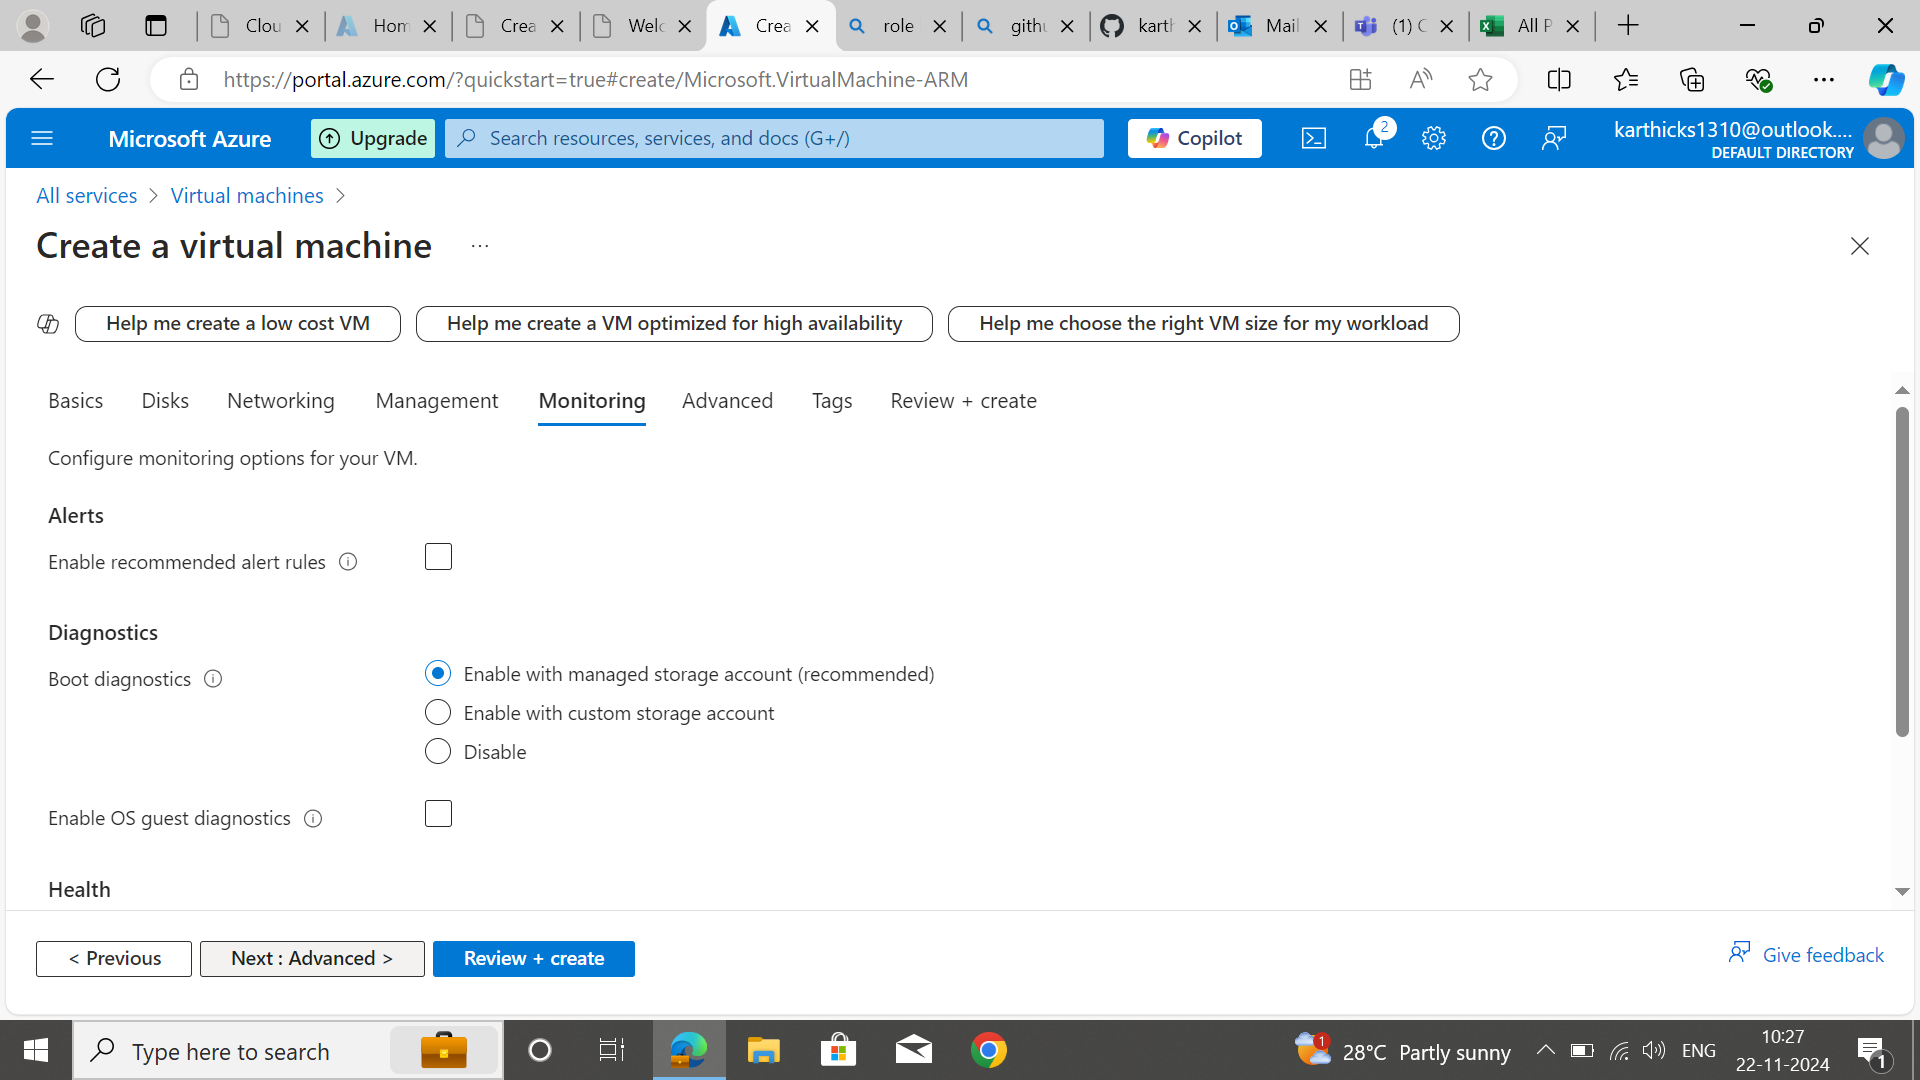 Clou
Hom
Crea
Welc
Crea
role
githu
karth
Mail
(1) C
All P
https://portal.azure.com/?quickstart=true#create/Microsoft.VirtualMachine-ARM
Microsoft Azure
Upgrade
Search resources, services, and docs (G+/)
Copilot
2
karthicks1310@outlook....
DEFAULT DIRECTORY
All services > Virtual machines >
Create a virtual machine ...
Help me create a low cost VM
Help me create a VM optimized for high availability
Help me choose the right VM size for my workload
Basics Disks Networking Management Monitoring Advanced Tags Review + create
Configure monitoring options for your VM.
Alerts
Enable recommended alert rules
Diagnostics
Boot diagnostics
Enable with managed storage account (recommended)
Enable with custom storage account
Disable
Enable OS guest diagnostics
Health
< Previous
Next : Advanced >
Review + create
Give feedback
Type here to search
1
28°C Partly sunny
ENG
10:27
22-11-2024
1